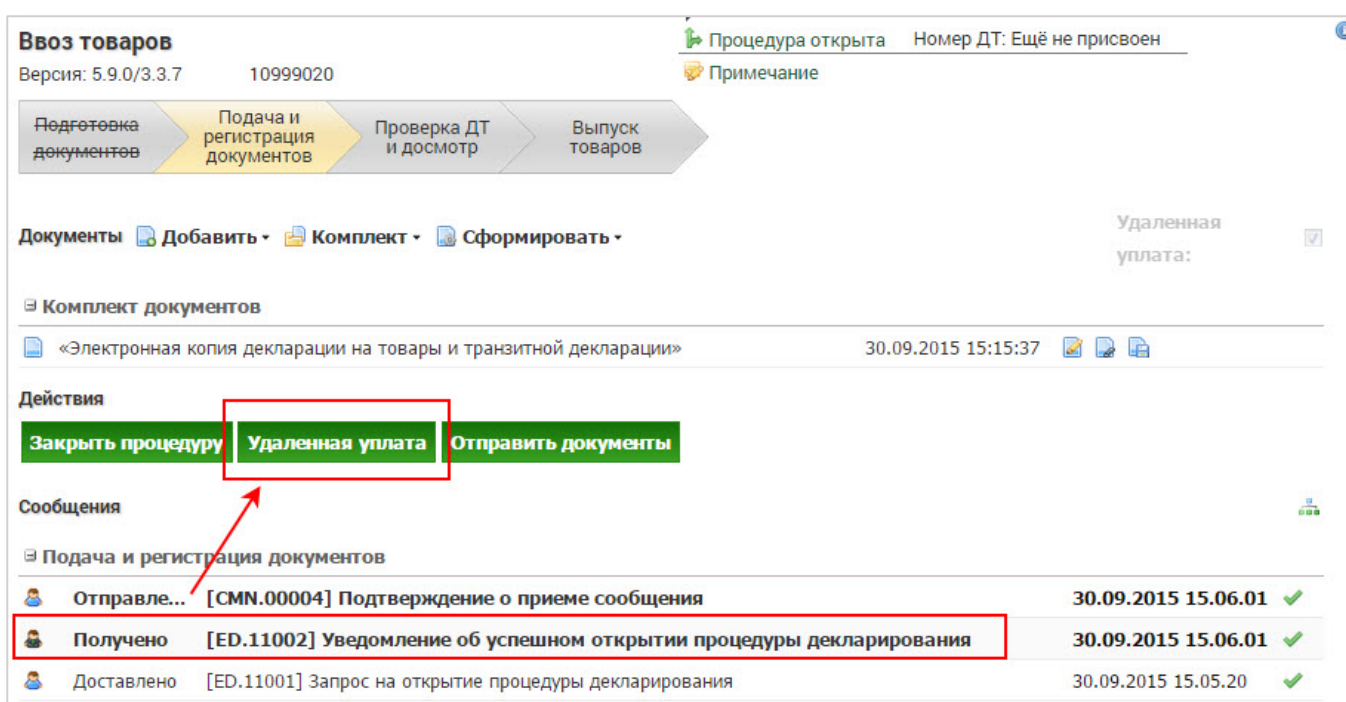 Ввоз товаров
Процедура открыта Номер ДТ: Ещё не присвоен
Версия: 5.9.0/3.3.7 10999020
Примечание
Подготовка документов
Подача и регистрация документов
Проверка ДТ и досмотр
Выпуск товаров
Документы Добавить Комплект Сформировать
Удаленная уплата:
Комплект документов
«Электронная копия декларации на товары и транзитной декларации» 30.09.2015 15:15:37
Действия
Закрыть процедуру Удаленная уплата Отправить документы
Сообщения
Подача и регистрация документов
Отправле... [CMN.00004] Подтверждение о приеме сообщения 30.09.2015 15.06.01
Получено [ED.11002] Уведомление об успешном открытии процедуры декларирования 30.09.2015 15.06.01
Доставлено [ED.11001] Запрос на открытие процедуры декларирования 30.09.2015 15.05.20